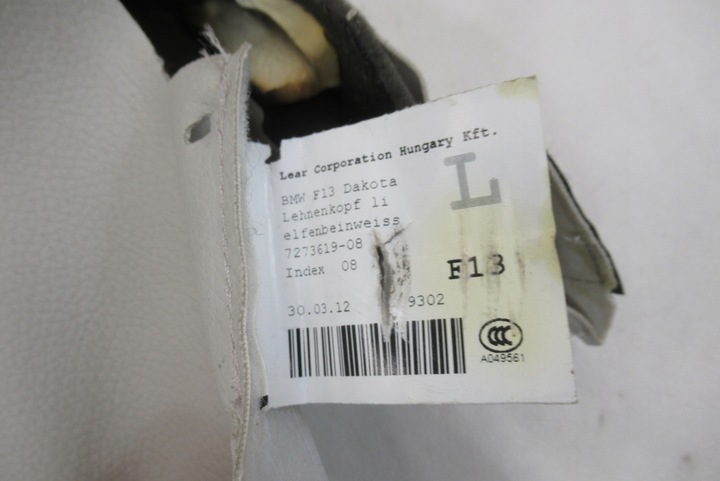 Lear Corporation Hungary Kft.
BMW F13 Dakota
L
Lehnenkopf li
elfenbeinweiss
7273619-08
Index 08
F13
30.03.12 9302
CCC
A049561